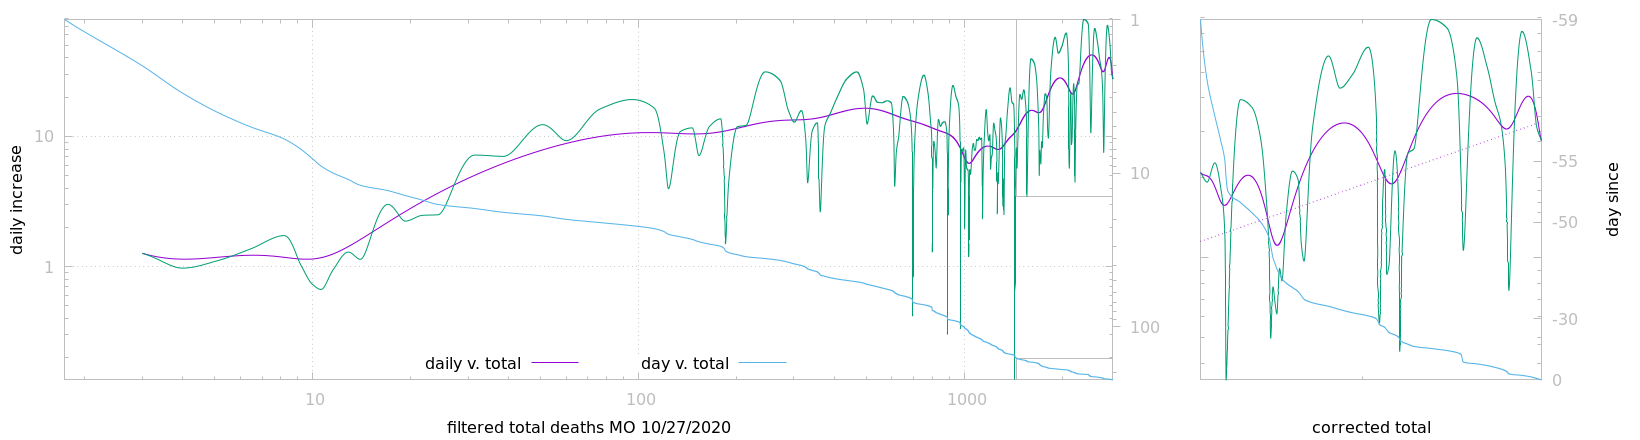 daily increase
10
1
daily v. total
day v. total
10
100
1000
filtered total deaths MO 10/27/2020
1
10
100
-59
-55
-50
-30
0
day since
corrected total